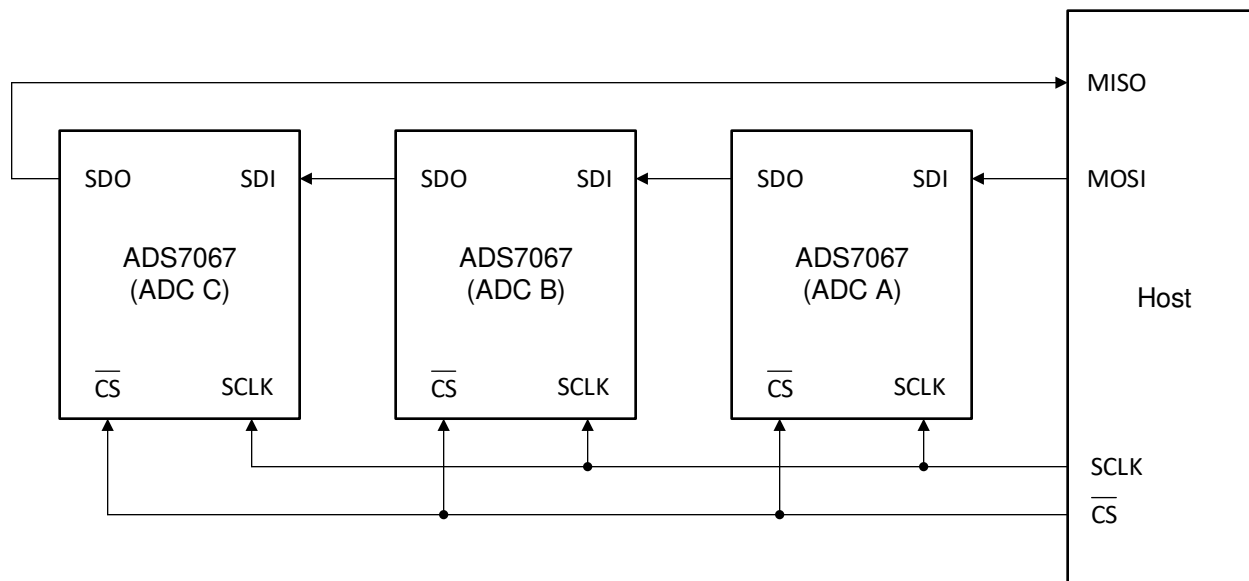 MISO
SDO SDI SDO SDI SDO SDI MOSI
ADS7067 ADS7067 ADS7067
(ADC C) (ADC B) (ADC A)
Host
CS SCLK CS SCLK CS SCLK
SCLK
CS